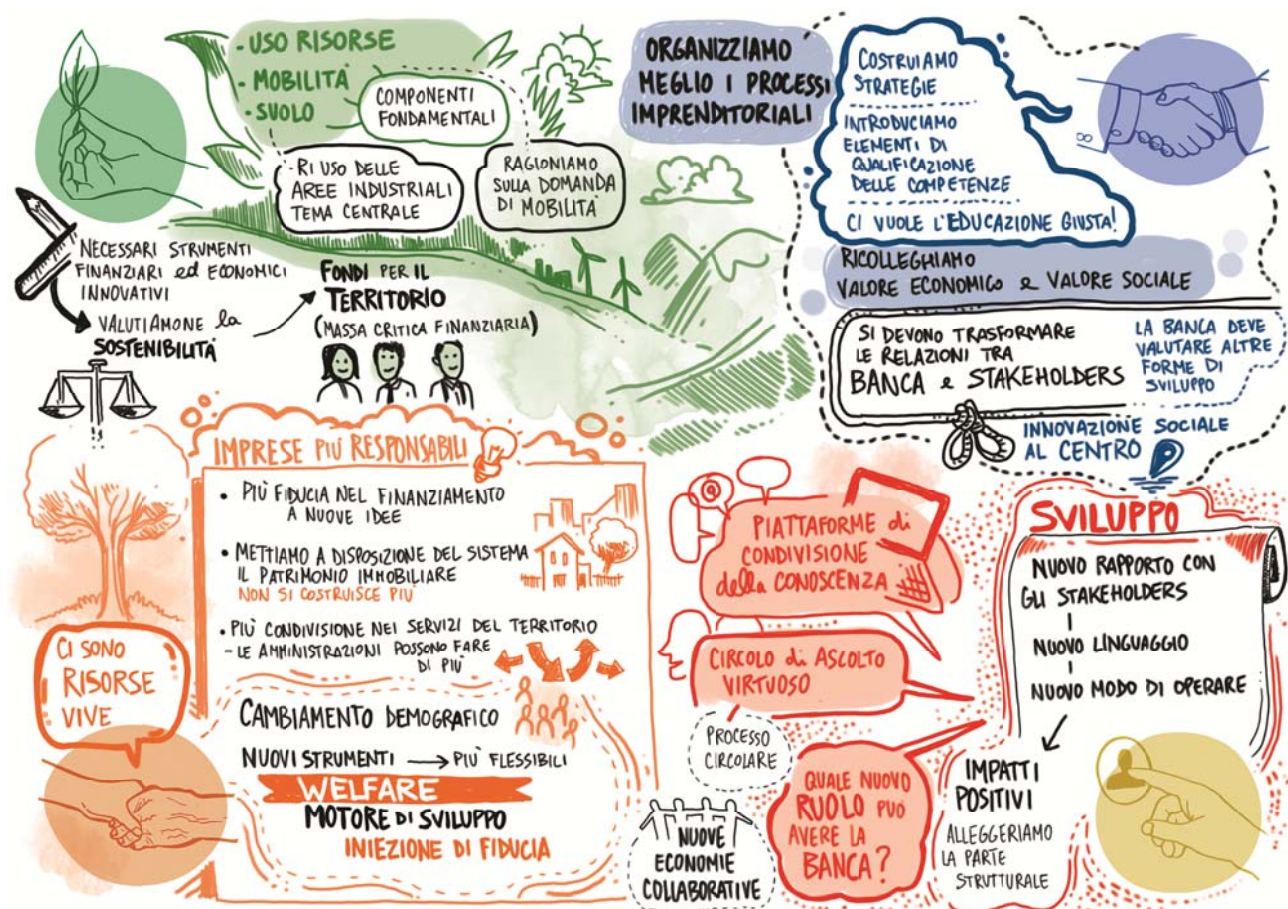 - USO RISORSE
- MOBILITÀ
- SUOLO
COMPONENTI
FONDAMENTALI
- RI USO DELLE
AREE INDUSTRIALI
TEMA CENTRALE
RAGIONIAMO
SULLA DOMANDA
DI MOBILITÀ
NECESSARI STRUMENTI
FINANZIARI ed ECONOMICI
INNOVATIVI
VALUTIAMONE la
SOSTENIBILITÀ
FONDI PER IL
TERRITORIO
(MASSA CRITICA FINANZIARIA)
ORGANIZZIAMO
MEGLIO I PROCESSI
IMPRENDITORIALI
COSTRUIAMO
STRATEGIE
INTRODUCIAMO
ELEMENTI DI
QUALIFICAZIONE
DELLE COMPETENZE
CI VUOLE L'EDUCAZIONE GIUSTA!
RICOLLEGHIAMO
VALORE ECONOMICO e VALORE SOCIALE
SI DEVONO TRASFORMARE
LE RELAZIONI TRA
BANCA e STAKEHOLDERS
LA BANCA DEVE
VALUTARE ALTRE
FORME DI
SVILUPPO
INNOVAZIONE SOCIALE
AL CENTRO
IMPRESE PIÙ RESPONSABILI
• PIÙ FIDUCIA NEL FINANZIAMENTO
A NUOVE IDEE
• METTIAMO A DISPOSIZIONE DEL SISTEMA
IL PATRIMONIO IMMOBILIARE
NON SI COSTRUISCE PIÙ
• PIÙ CONDIVISIONE NEI SERVIZI DEL TERRITORIO
- LE AMMINISTRAZIONI POSSONO FARE
DI PIÙ
CI SONO
RISORSE
VIVE
CAMBIAMENTO DEMOGRAFICO
NUOVI STRUMENTI → PIÙ FLESSIBILI
WELFARE
MOTORE DI SVILUPPO
INIEZIONE DI FIDUCIA
@
PIATTAFORME di
CONDIVISIONE
della CONOSCENZA
CIRCOLO di ASCOLTO
VIRTUOSO
PROCESSO
CIRCOLARE
NUOVE
ECONOMIE
COLLABORATIVE
QUALE NUOVO
RUOLO PUÒ
AVERE LA
BANCA?
SVILUPPO
NUOVO RAPPORTO CON
GLI STAKEHOLDERS
NUOVO LINGUAGGIO
NUOVO MODO DI OPERARE
IMPATTI
POSITIVI
ALLEGGERIAMO
LA PARTE
STRUTTURALE